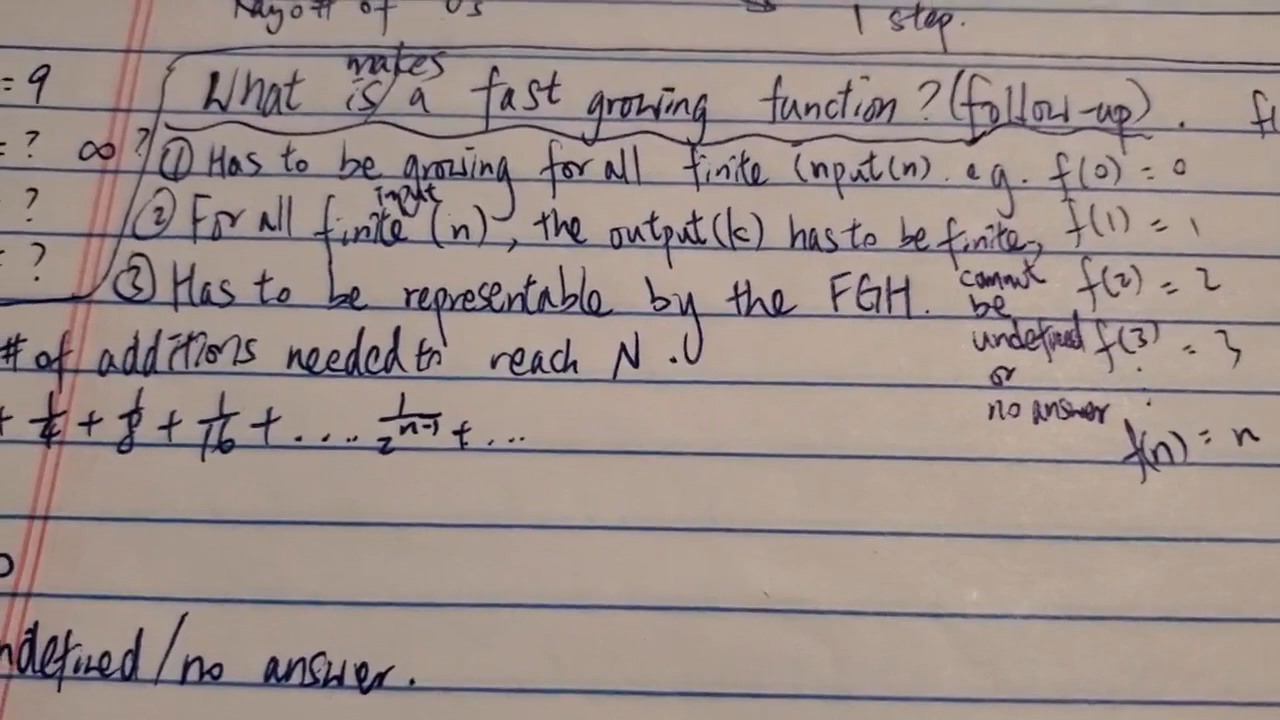 of
1 step.
= 9
What makes is a fast growing function? (follow-up).
= ? ∞ ? ① Has to be growing for all finite input(n). e.g. f(0) = 0
? ② For all finite input (n), the output(k) has to be finite, f(1) = 1
cannot be undefined or no answer
= ? ③ Has to be representable by the FGH. f(2) = 2
# of additions needed to reach N. f(3) = 3
+ 1/4 + 1/8 + 1/16 + .... 1/2^(n-1) + ...
⋮
f(n) = n
ndefined / no answer.